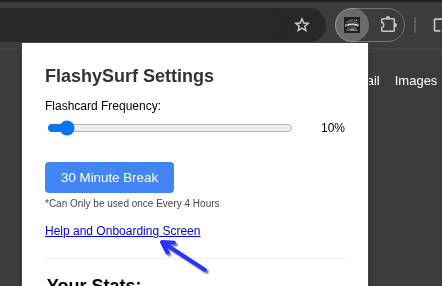 ail Images
FlashySurf Settings
Flashcard Frequency:
10%
30 Minute Break
*Can Only be used once Every 4 Hours
Help and Onboarding Screen
Your Stats: